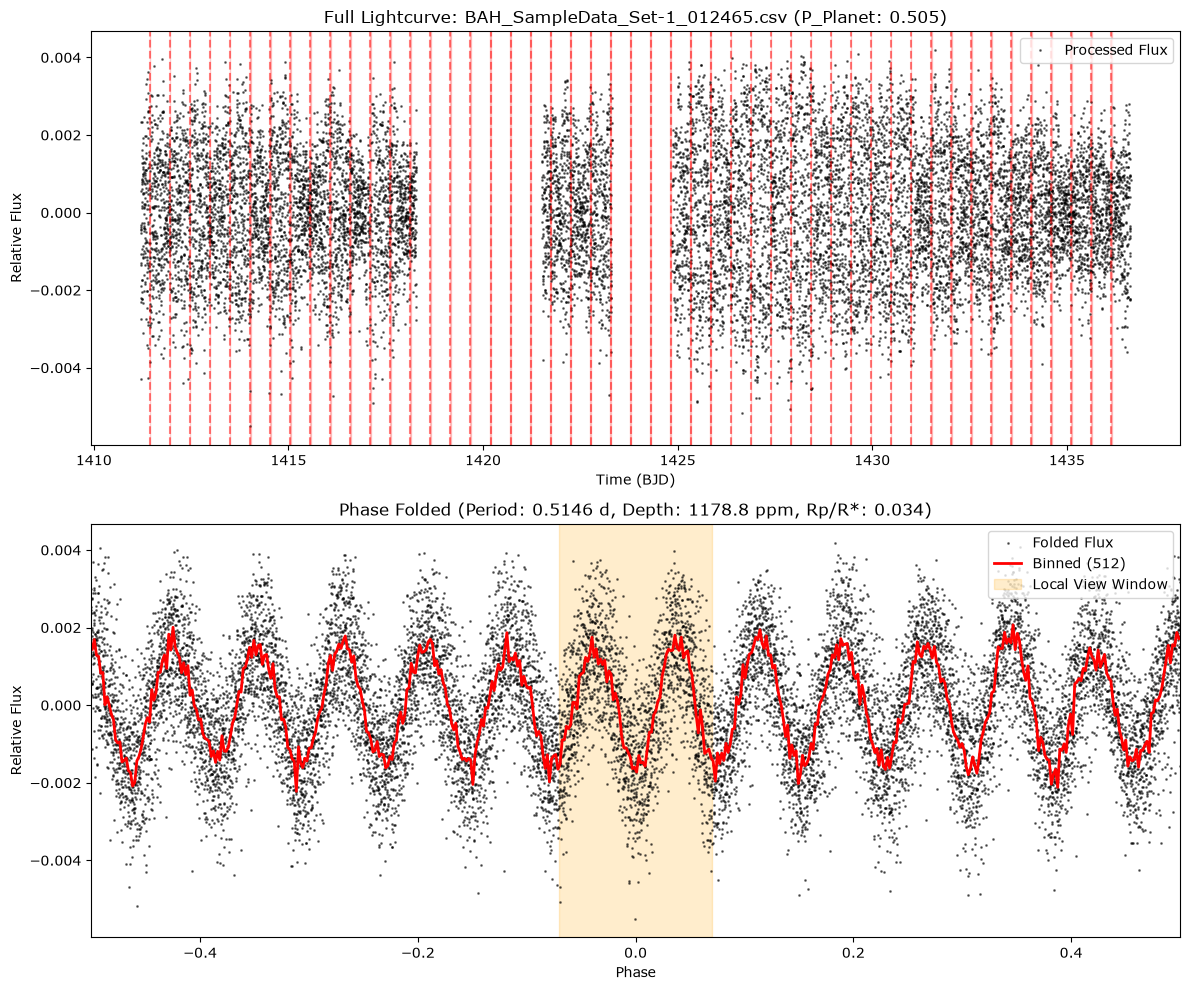 Full Lightcurve: BAH_SampleData_Set-1_012465.csv (P_Planet: 0.505)
Processed Flux
0.004
0.002
0.000
−0.002
−0.004
Relative Flux
1410
1415
1420
1425
1430
1435
Time (BJD)
Phase Folded (Period: 0.5146 d, Depth: 1178.8 ppm, Rp/R*: 0.034)
Folded Flux
Binned (512)
Local View Window
0.004
0.002
0.000
−0.002
−0.004
Relative Flux
−0.4
−0.2
0.0
0.2
0.4
Phase